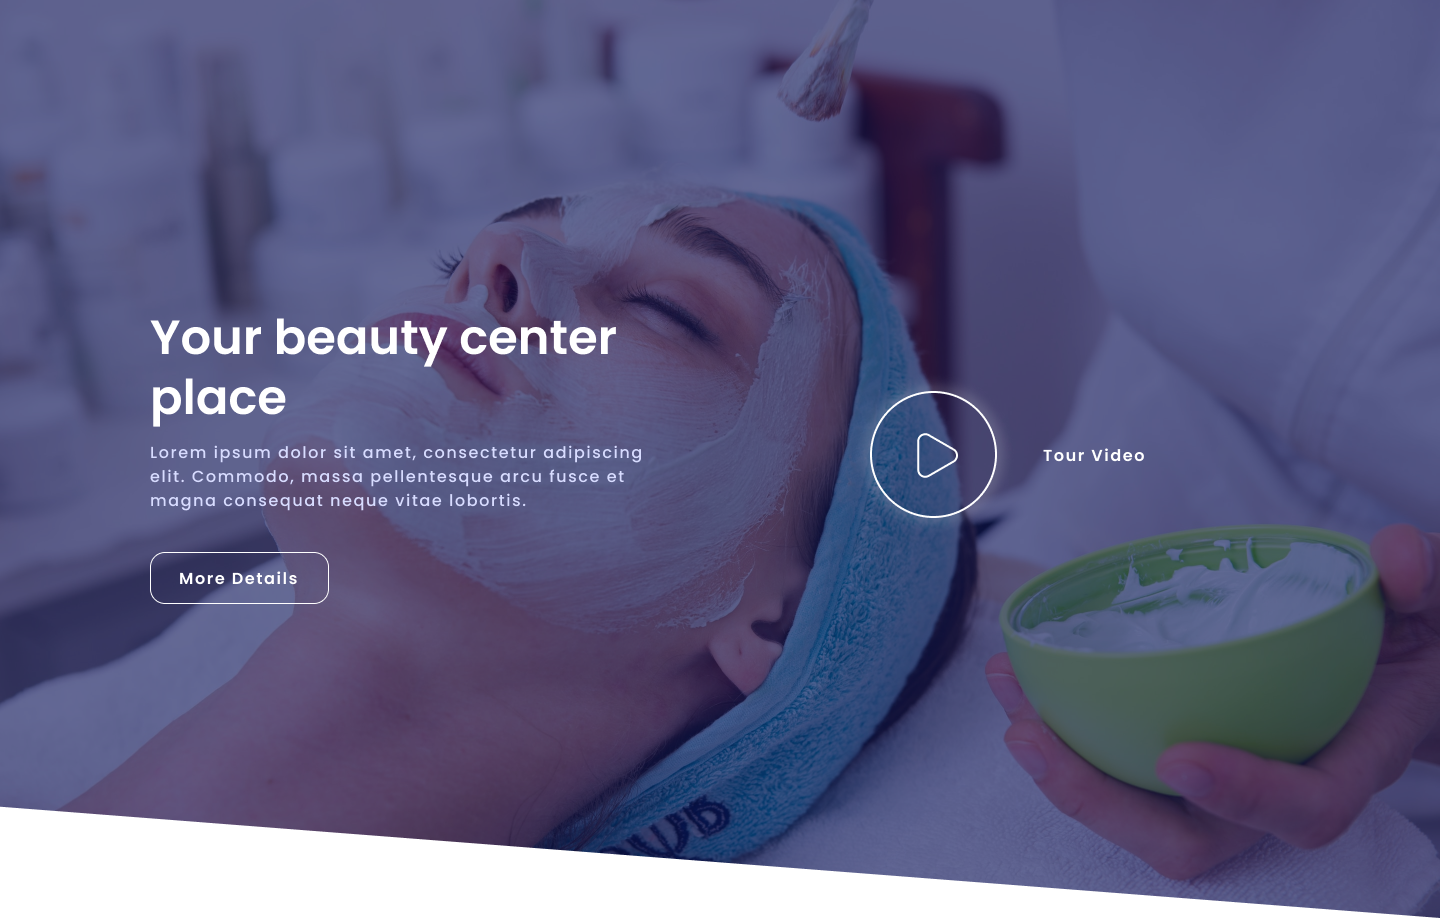 Your beauty center
place
Lorem ipsum dolor sit amet, consectetur adipiscing
elit. Commodo, massa pellentesque arcu fusce et
magna consequat neque vitae lobortis.
More Details
Tour Video